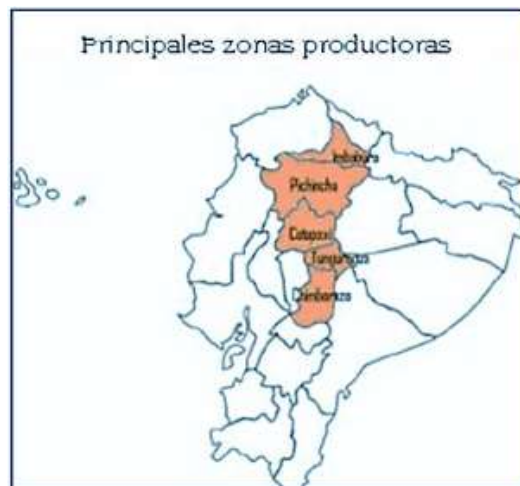 Principales zonas productoras
Imbabura
Pichincha
Cotopaxi
Tungurahua
Chimborazo